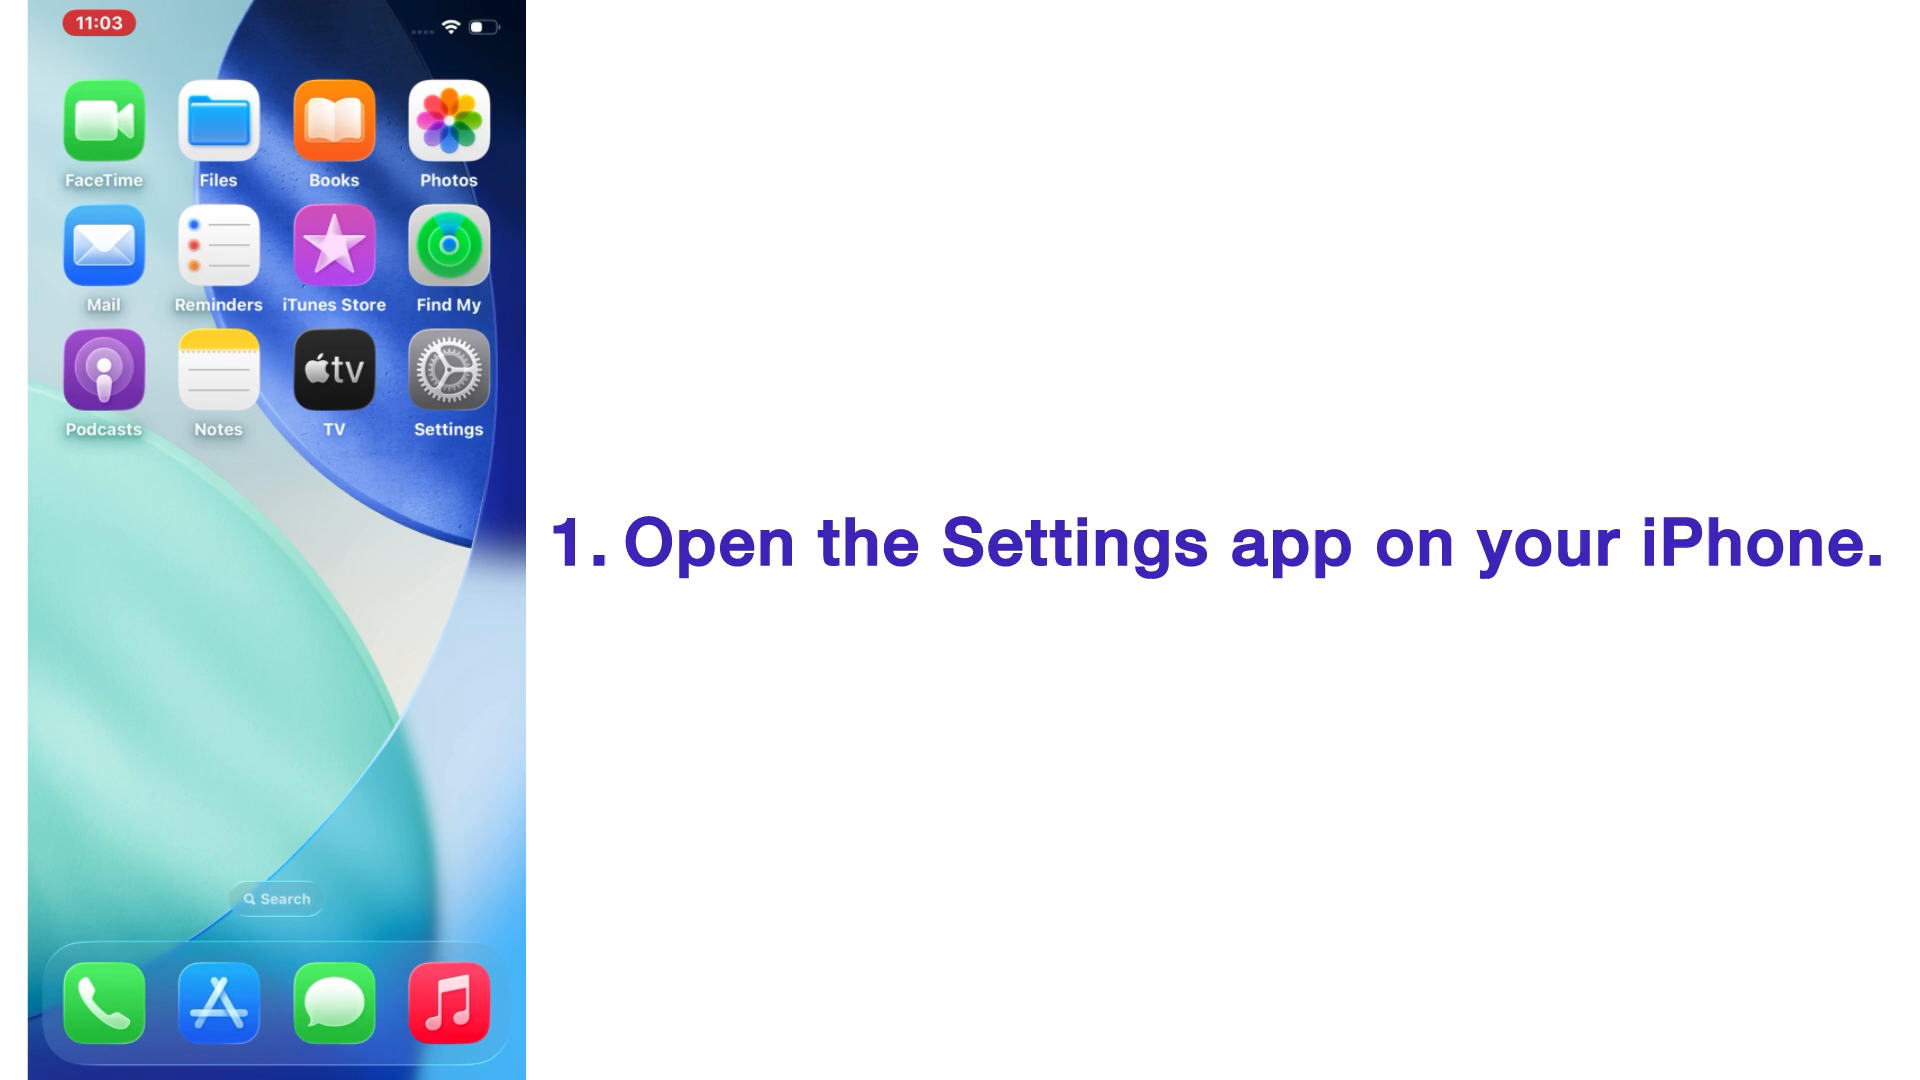 11:03
FaceTime Files Books Photos
Mail Reminders iTunes Store Find My
tv
Podcasts Notes TV Settings
1. Open the Settings app on your iPhone.
Search